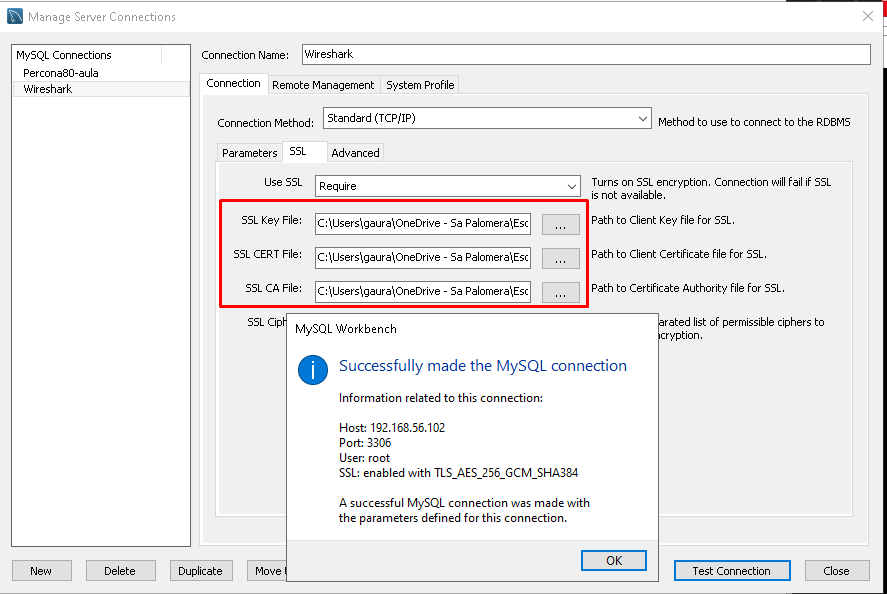 Manage Server Connections
MySQL Connections
Percona80-aula
Wireshark
Connection Name: Wireshark
Connection Remote Management System Profile
Connection Method: Standard (TCP/IP) Method to use to connect to the RDBMS
Parameters SSL Advanced
Use SSL Require Turns on SSL encryption. Connection will fail if SSL
is not available.
SSL Key File: C:\Users\gaura\OneDrive - Sa Palomera\Esc ... Path to Client Key file for SSL.
SSL CERT File: C:\Users\gaura\OneDrive - Sa Palomera\Esc ... Path to Client Certificate file for SSL.
SSL CA File: C:\Users\gaura\OneDrive - Sa Palomera\Esc ... Path to Certificate Authority file for SSL.
SSL Ciph arated list of permissible ciphers to
cryption.
MySQL Workbench
Successfully made the MySQL connection
Information related to this connection:
Host: 192.168.56.102
Port: 3306
User: root
SSL: enabled with TLS_AES_256_GCM_SHA384
A successful MySQL connection was made with
the parameters defined for this connection.
OK
New Delete Duplicate Move Test Connection Close